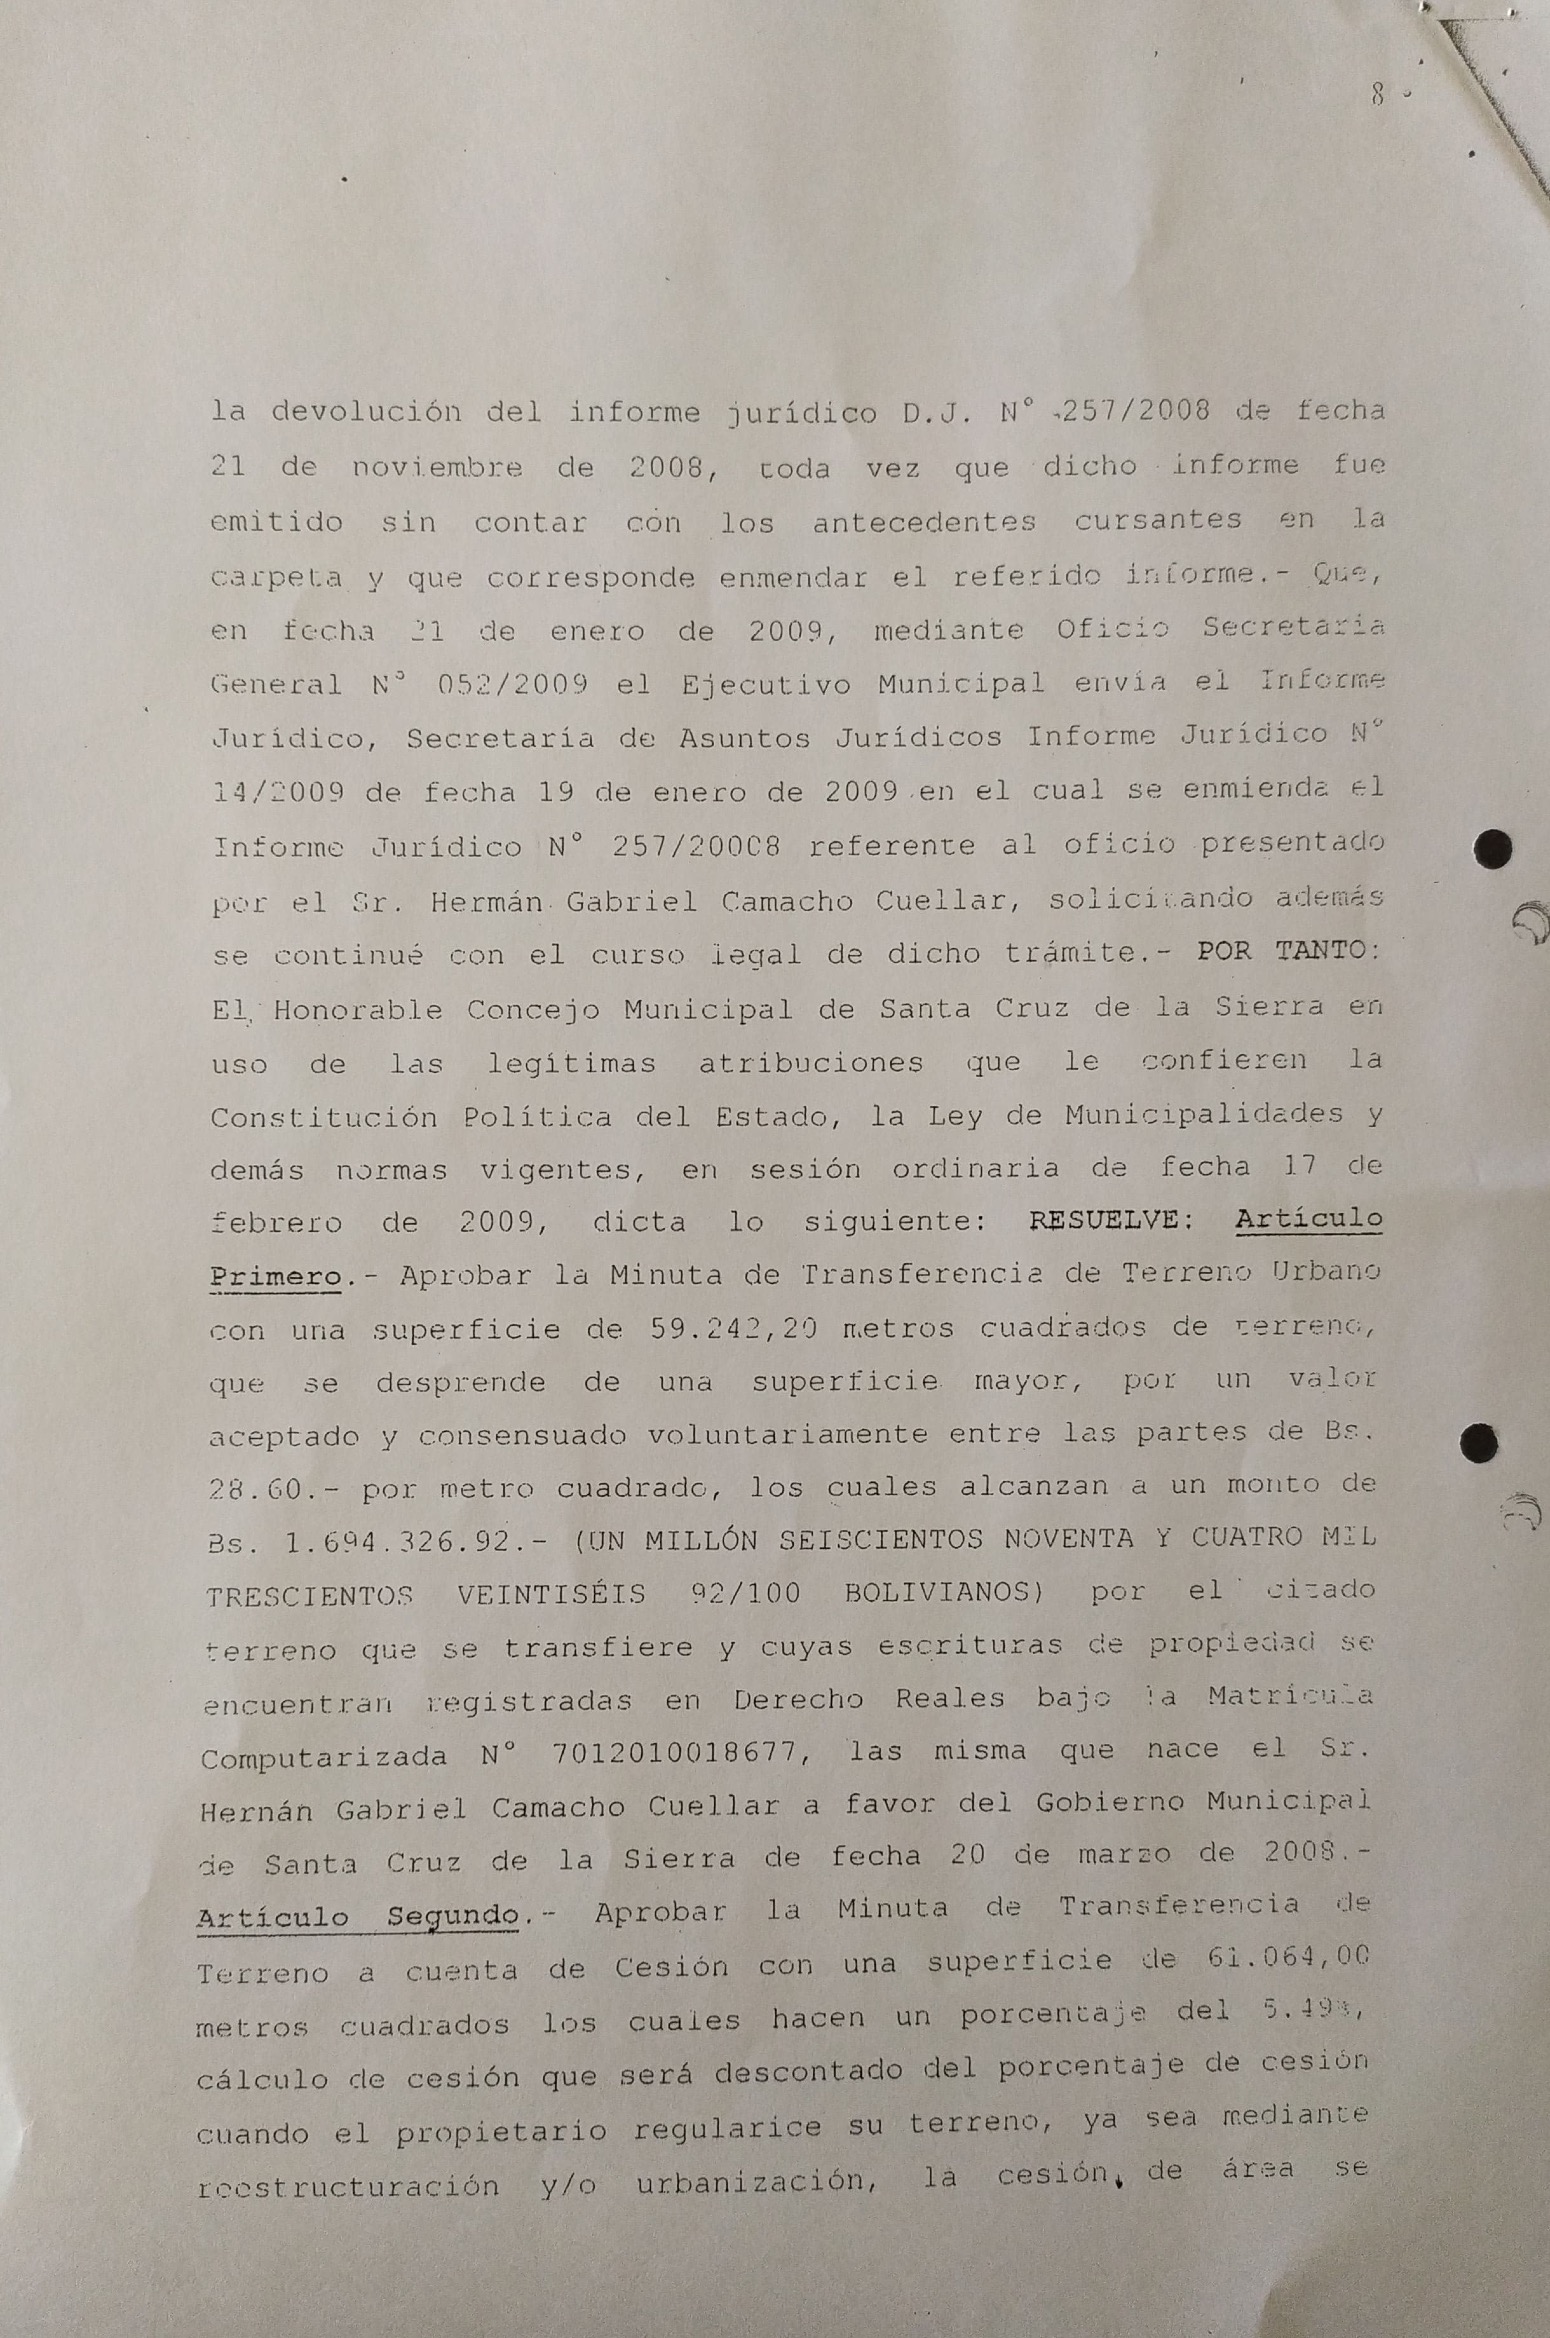 8
la devolución del informe jurídico D.J. N° 257/2008 de fecha
21 de noviembre de 2008, toda vez que dicho informe fue
emitido sin contar con los antecedentes cursantes en la
carpeta y que corresponde enmendar el referido informe.- Que,
en fecha 21 de enero de 2009, mediante Oficio Secretaria
General N° 052/2009 el Ejecutivo Municipal envía el Informe
Jurídico, Secretaría de Asuntos Jurídicos Informe Jurídico N°
14/2009 de fecha 19 de enero de 2009 en el cual se enmienda el
Informe Jurídico N° 257/20008 referente al oficio presentado
por el Sr. Hermán Gabriel Camacho Cuellar, solicitando además
se continué con el curso legal de dicho trámite.- POR TANTO:
El Honorable Concejo Municipal de Santa Cruz de la Sierra en
uso de las legítimas atribuciones que le confieren la
Constitución Política del Estado, la Ley de Municipalidades y
demás normas vigentes, en sesión ordinaria de fecha 17 de
febrero de 2009, dicta lo siguiente: RESUELVE: Artículo
Primero.- Aprobar la Minuta de Transferencia de Terreno Urbano
con una superficie de 59.242,20 metros cuadrados de terreno,
que se desprende de una superficie mayor, por un valor
aceptado y consensuado voluntariamente entre las partes de Bs.
28.60.- por metro cuadrado, los cuales alcanzan a un monto de
Bs. 1.694.326.92.- (UN MILLÓN SEISCIENTOS NOVENTA Y CUATRO MIL
TRESCIENTOS VEINTISÉIS 92/100 BOLIVIANOS) por el citado
terreno que se transfiere y cuyas escrituras de propiedad se
encuentran registradas en Derecho Reales bajo la Matrícula
Computarizada N° 7012010018677, las misma que nace el Sr.
Hernán Gabriel Camacho Cuellar a favor del Gobierno Municipal
de Santa Cruz de la Sierra de fecha 20 de marzo de 2008.-
Artículo Segundo.- Aprobar la Minuta de Transferencia de
Terreno a cuenta de Cesión con una superficie de 61.064,00
metros cuadrados los cuales hacen un porcentaje del
cálculo de cesión que será descontado del porcentaje de cesión
cuando el propietario regularice su terreno, ya sea mediante
reestructuración y/o urbanización, la cesión de área se